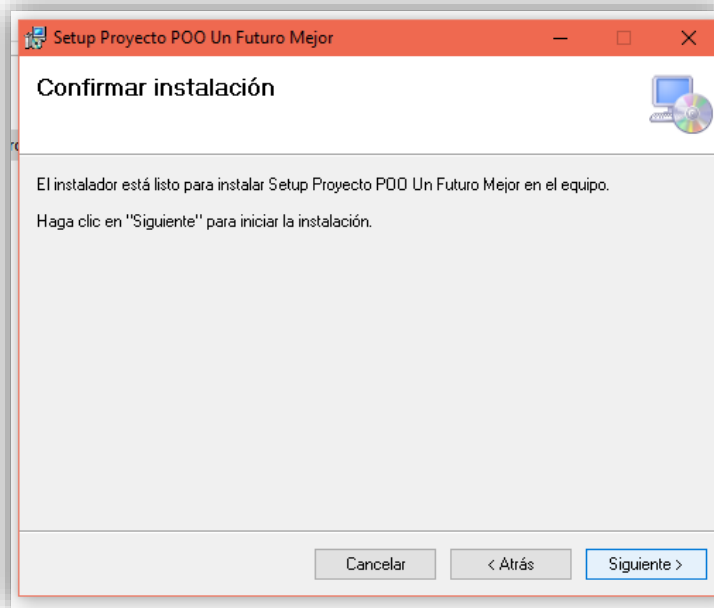 Setup Proyecto POO Un Futuro Mejor
Confirmar instalación
El instalador está listo para instalar Setup Proyecto POO Un Futuro Mejor en el equipo.
Haga clic en "Siguiente" para iniciar la instalación.
Cancelar
< Atrás
Siguiente >